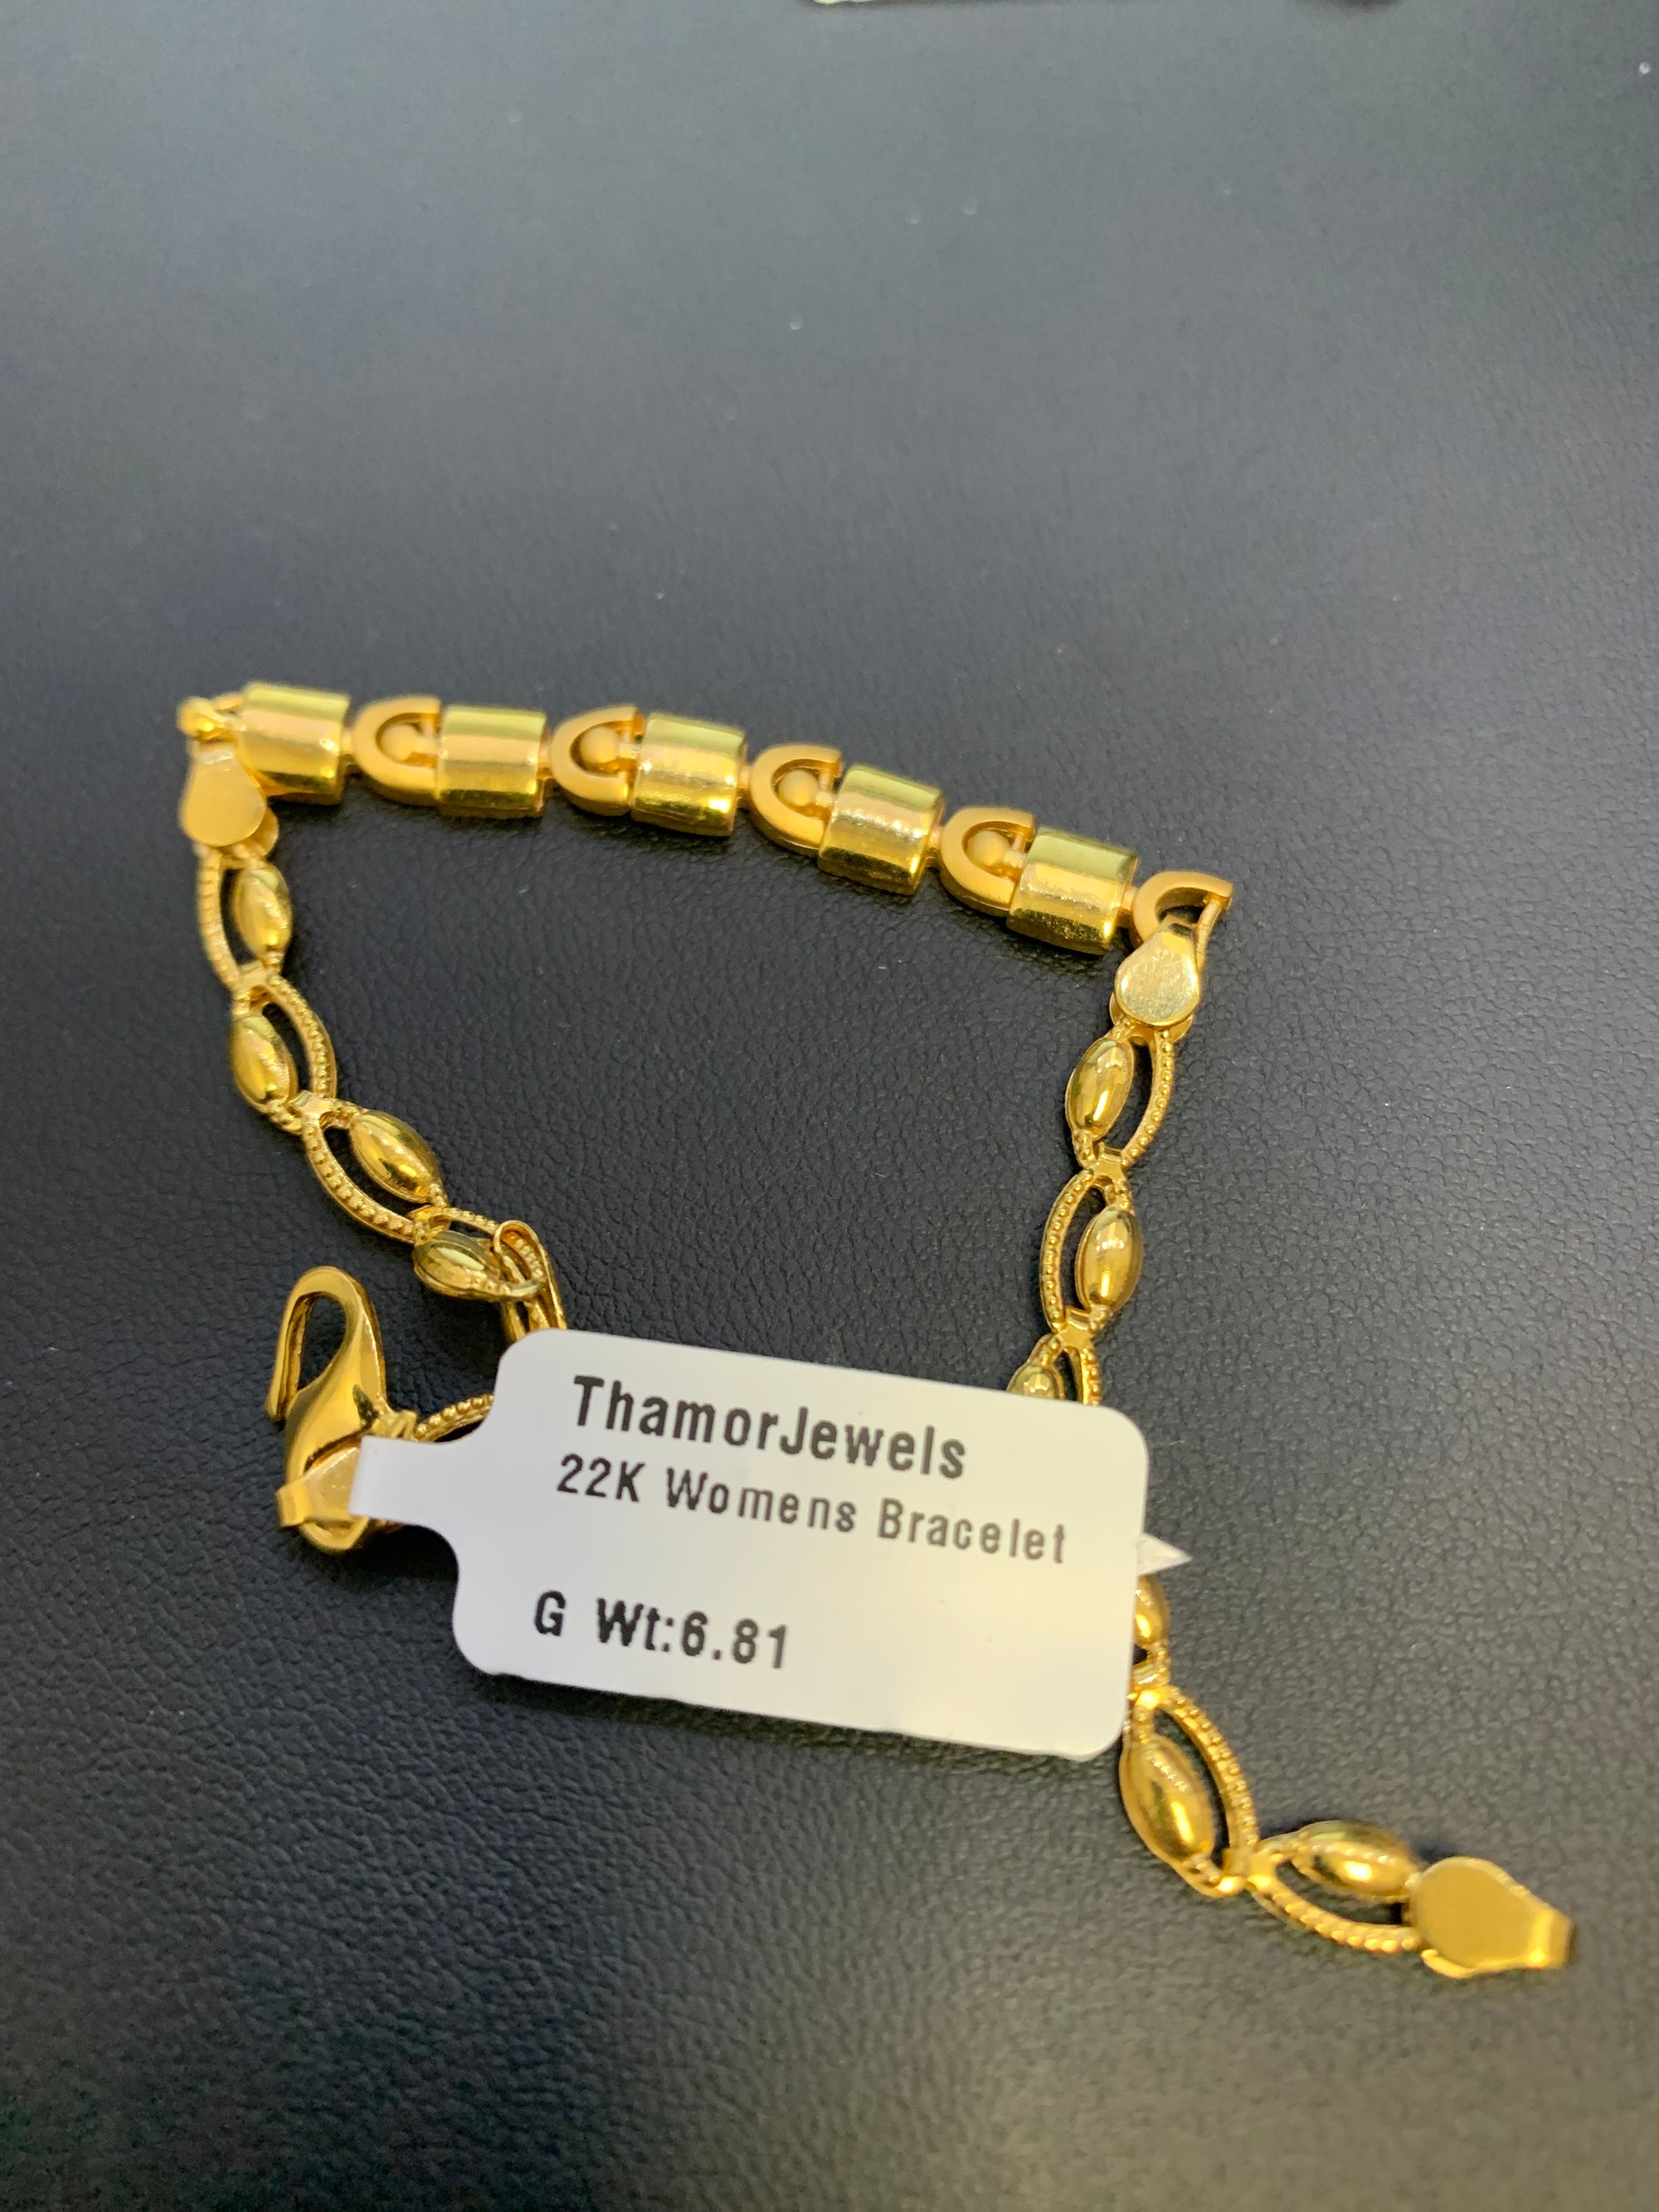 ThamorJewels
22K Womens Bracelet
G Wt:6.81